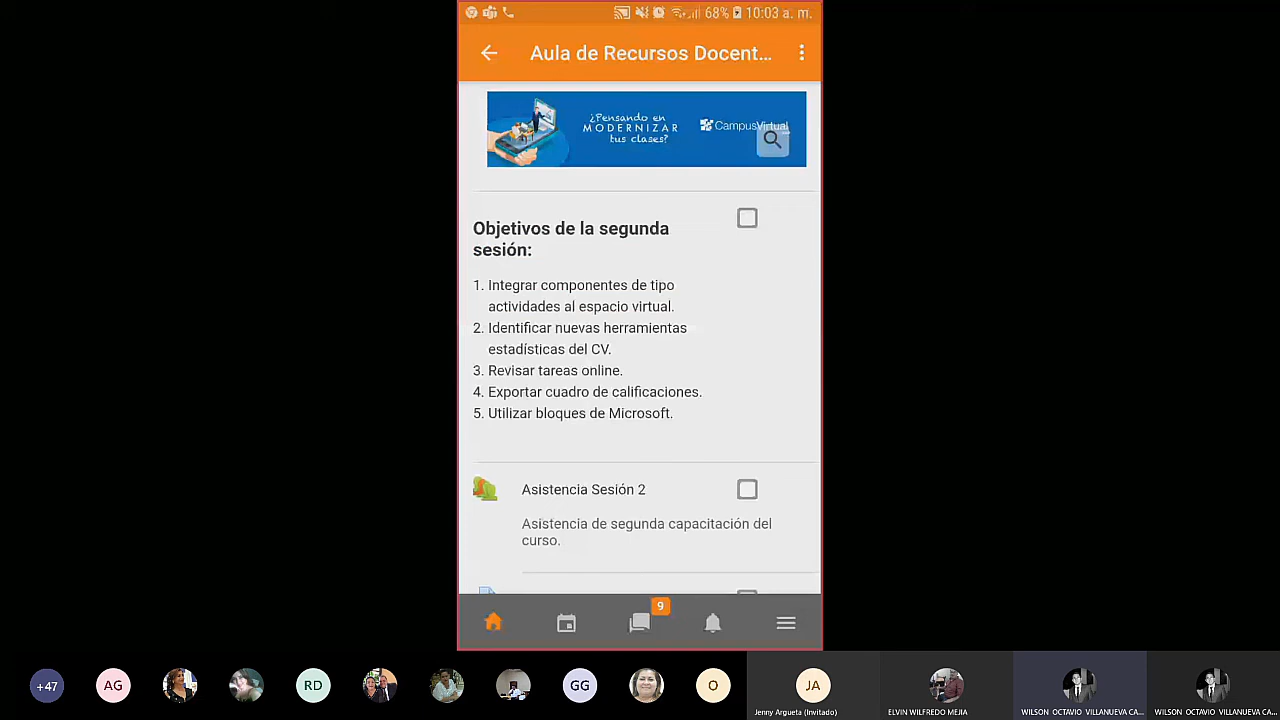 68% 10:03 a. m.
Aula de Recursos Docent...
¿Pensando en
MODERNIZAR
tus clases?
CampusVirtual
Objetivos de la segunda
sesión:
1. Integrar componentes de tipo
actividades al espacio virtual.
2. Identificar nuevas herramientas
estadísticas del CV.
3. Revisar tareas online.
4. Exportar cuadro de calificaciones.
5. Utilizar bloques de Microsoft.
Asistencia Sesión 2
Asistencia de segunda capacitación del
curso.
9
+47 AG RD GG O JA
Jenny Argueta (Invitado) ELVIN WILFREDO MEJIA WILSON OCTAVIO VILLANUEVA CA... WILSON OCTAVIO VILLANUEVA CA...